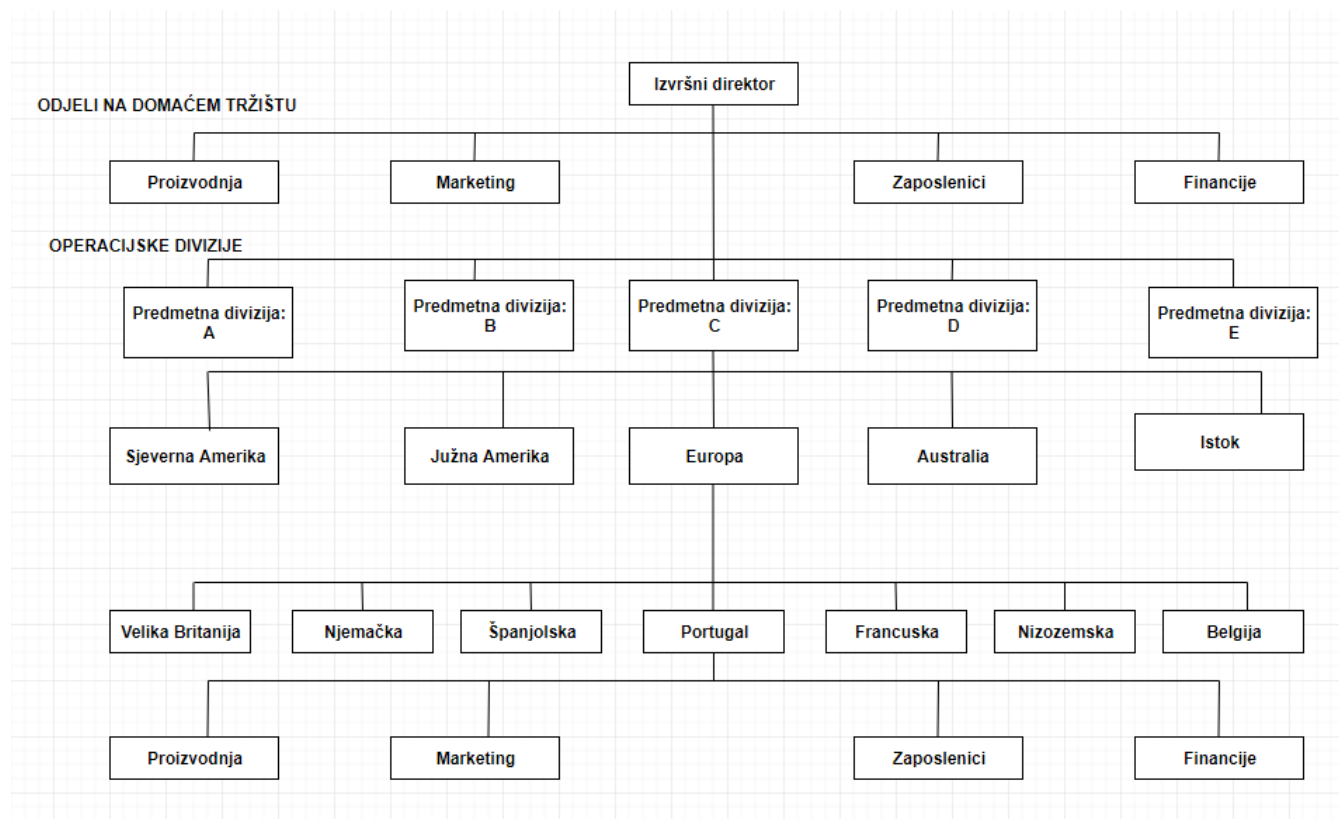 Izvršni direktor
ODJELI NA DOMAĆEM TRŽIŠTU
Proizvodnja
Marketing
Zaposlenici
Financije
OPERACIJSKE DIVIZIJE
Predmetna divizija:
A
Predmetna divizija:
B
Predmetna divizija:
C
Predmetna divizija:
D
Predmetna divizija:
E
Sjeverna Amerika
Južna Amerika
Europa
Australia
Istok
Velika Britanija
Njemačka
Španjolska
Portugal
Francuska
Nizozemska
Belgija
Proizvodnja
Marketing
Zaposlenici
Financije